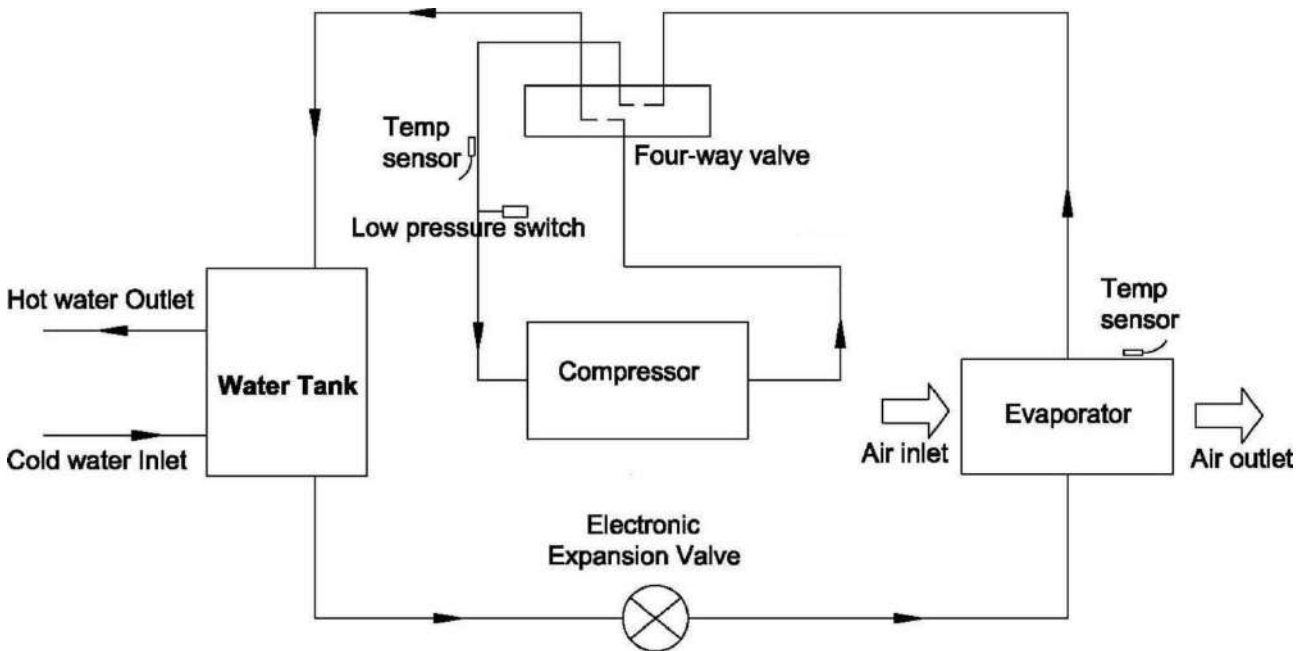 Temp
sensor
Four-way valve
Low pressure switch
Hot water Outlet
Water Tank
Cold water Inlet
Compressor
Temp
sensor
Evaporator
Air inlet
Air outlet
Electronic
Expansion Valve